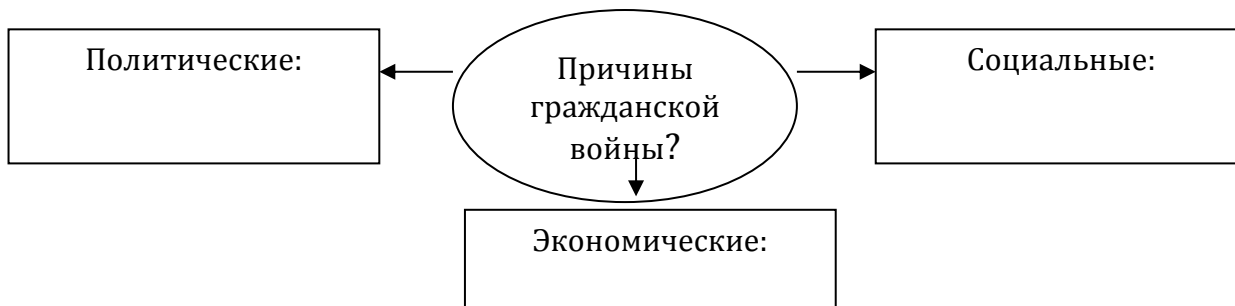 Политические:
Причины
гражданской
войны?
Социальные:
Экономические: